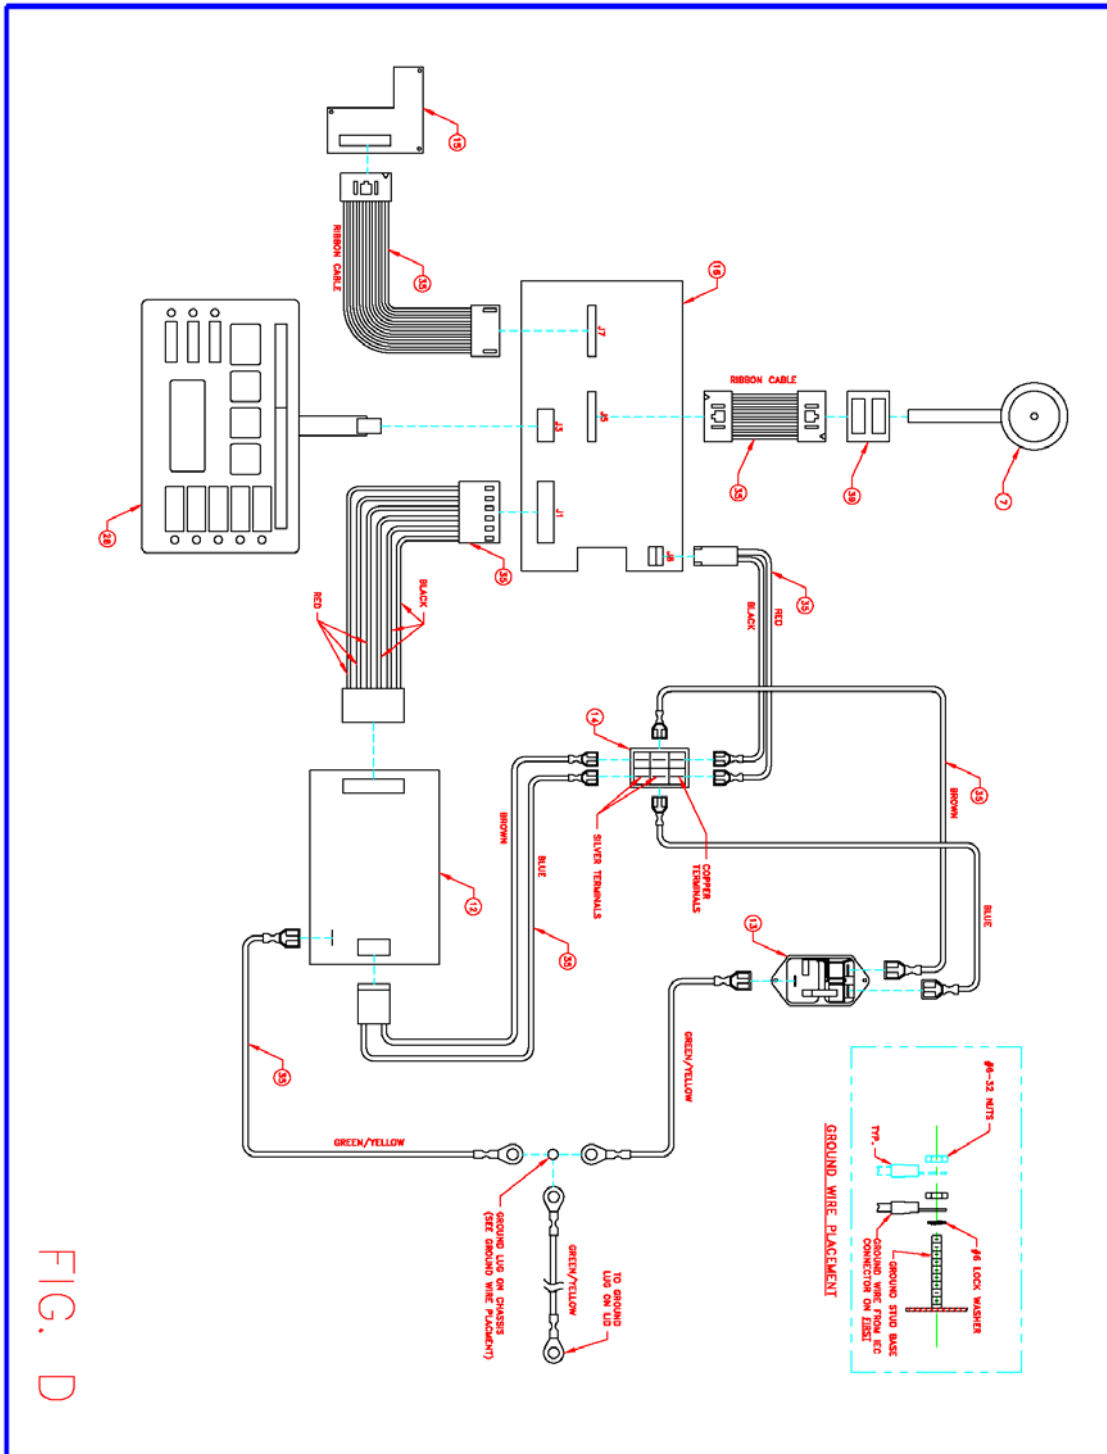 15
RIBBON CABLE
35
16
J7
J5
J3
J1
J8
RIBBON CABLE
35
39
7
26
35
BLACK
RED
35
RED
BLACK
14
BROWN
BLUE
SILVER TERMINALS
COPPER
TERMINALS
35
BROWN
BLUE
13
12
35
35
GREEN/YELLOW
GREEN/YELLOW
GROUND LUG ON CHASSIS
(SEE GROUND WIRE PLACMENT)
GREEN/YELLOW
TO GROUND
LUG ON LID
#6-32 NUTS
TYP.
#6 LOCK WASHER
GROUND STUD BASE
GROUND WIRE FROM IEC
CONNECTOR ON FIRST
GROUND WIRE PLACEMENT
FIG. D